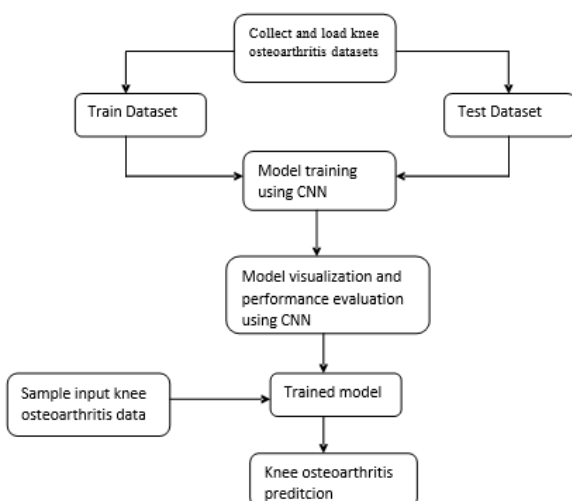 Collect and load knee
osteoarthritis datasets
Train Dataset
Test Dataset
Model training
using CNN
Model visualization and
performance evaluation
using CNN
Sample input knee
osteoarthritis data
Trained model
Knee osteoarthritis
preditcion